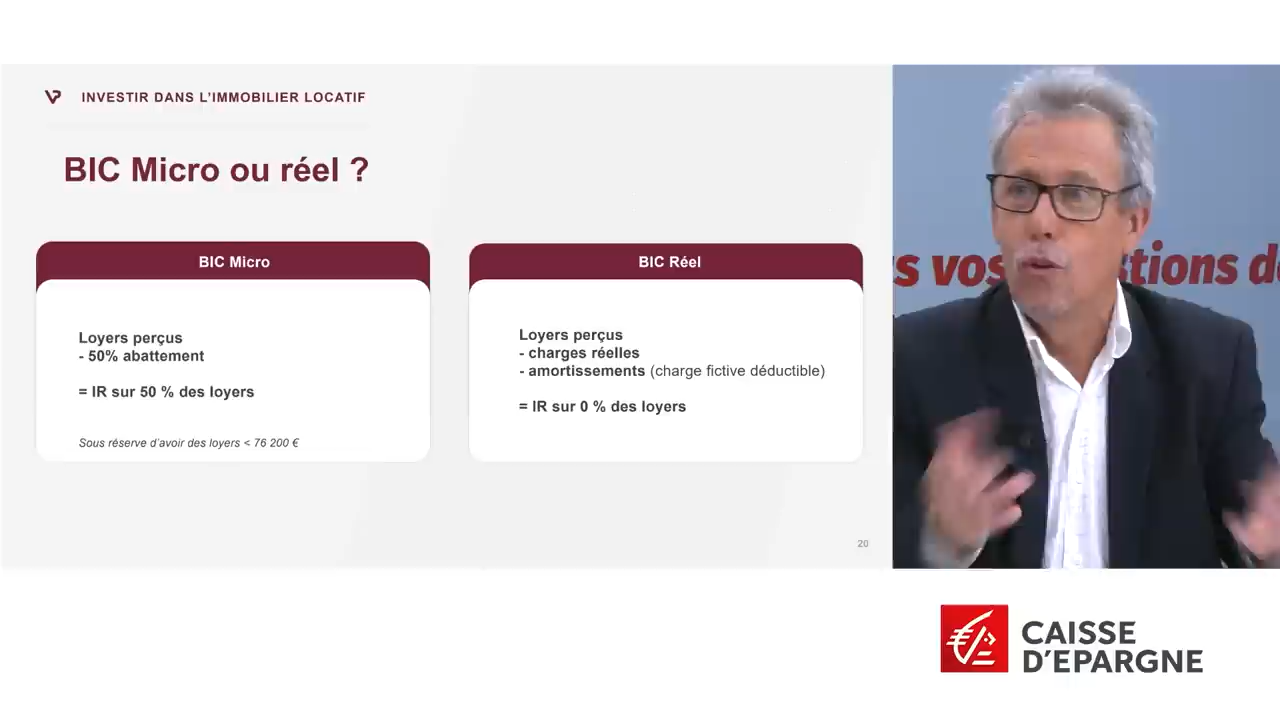 INVESTIR DANS L'IMMOBILIER LOCATIF
BIC Micro ou réel ?
BIC Micro
Loyers perçus
- 50% abattement
= IR sur 50 % des loyers
Sous réserve d'avoir des loyers < 76 200 €
BIC Réel
Loyers perçus
- charges réelles
- amortissements (charge fictive déductible)
= IR sur 0 % des loyers
20
s vos
tions d
CAISSE
D'EPARGNE